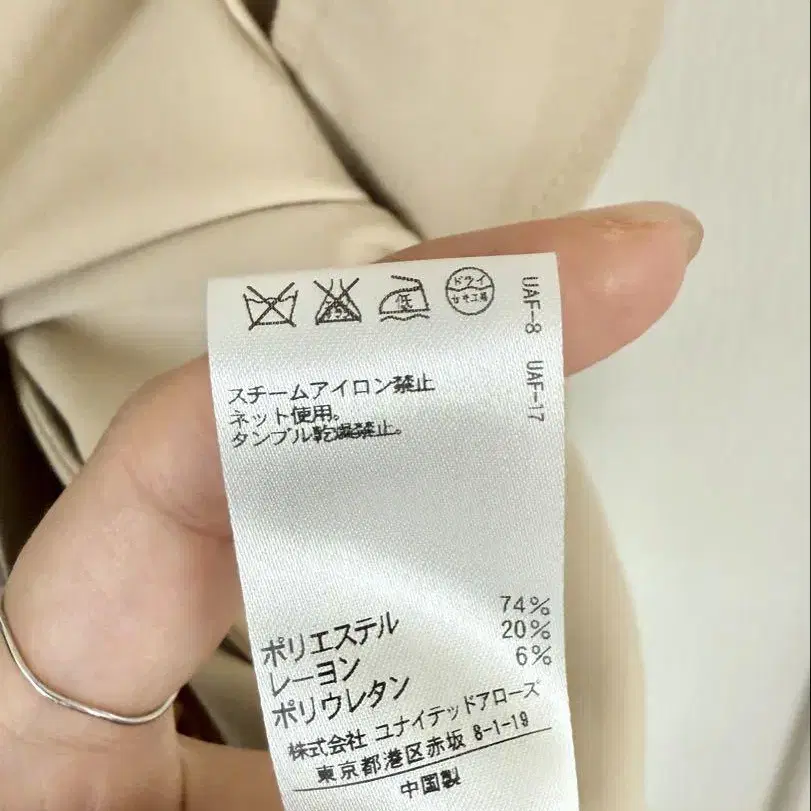 ドライ
低
スチームアイロン禁止
ネット使用。
タンブル乾燥禁止。
UAF-8 UAF-17
ポリエステル 74%
レーヨン 20%
ポリウレタン 6%
株式会社 ユナイテッドアローズ
東京都港区赤坂 8-1-19
中国製